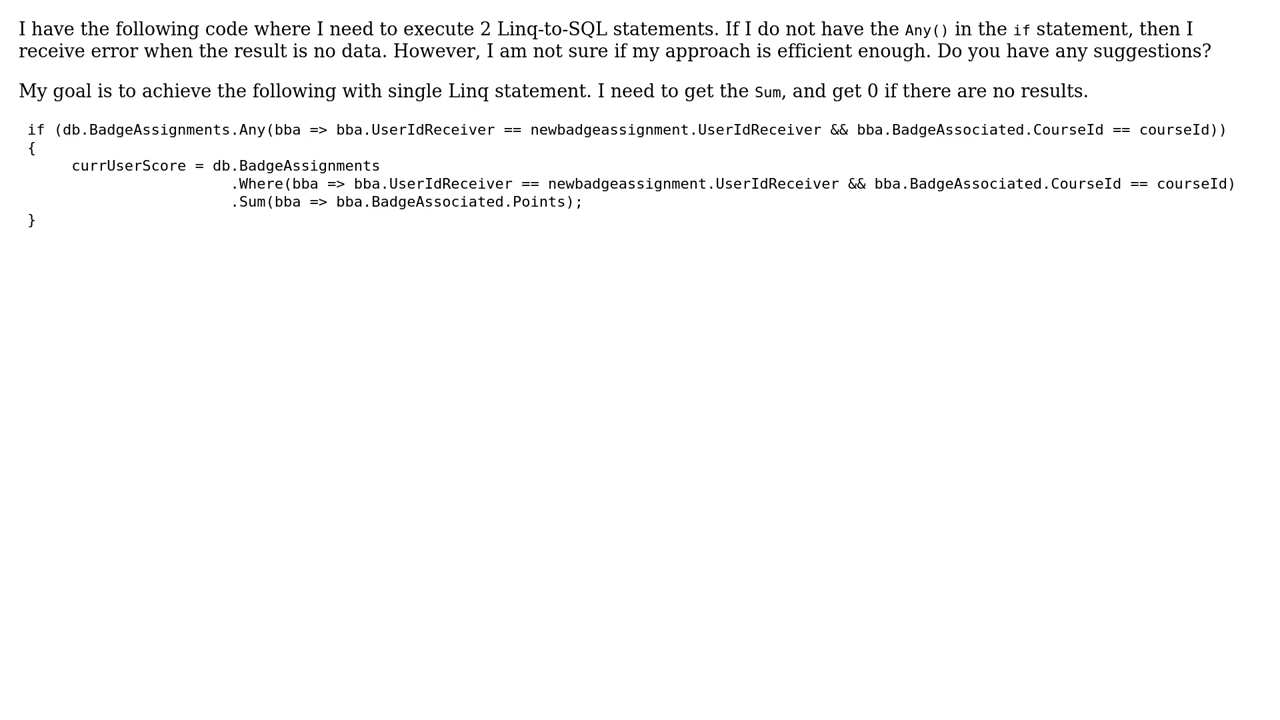 I have the following code where I need to execute 2 Linq-to-SQL statements. If I do not have the Any() in the if statement, then I
receive error when the result is no data. However, I am not sure if my approach is efficient enough. Do you have any suggestions?
My goal is to achieve the following with single Linq statement. I need to get the Sum, and get 0 if there are no results.
if (db.BadgeAssignments.Any(bba => bba.UserIdReceiver == newbadgeassignment.UserIdReceiver && bba.BadgeAssociated.CourseId == courseId))
{
currUserScore = db.BadgeAssignments
.Where(bba => bba.UserIdReceiver == newbadgeassignment.UserIdReceiver && bba.BadgeAssociated.CourseId == courseId)
.Sum(bba => bba.BadgeAssociated.Points);
}